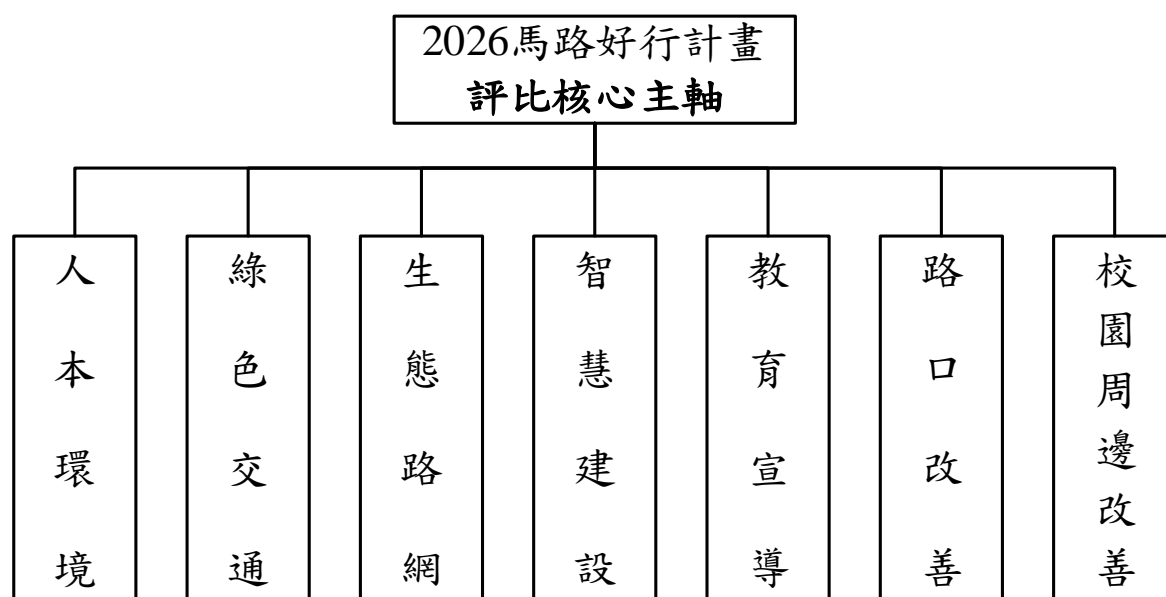 2026馬路好行計畫
評比核心主軸
人本環境
綠色交通
生態路網
智慧建設
教育宣導
路口改善
校園周邊改善